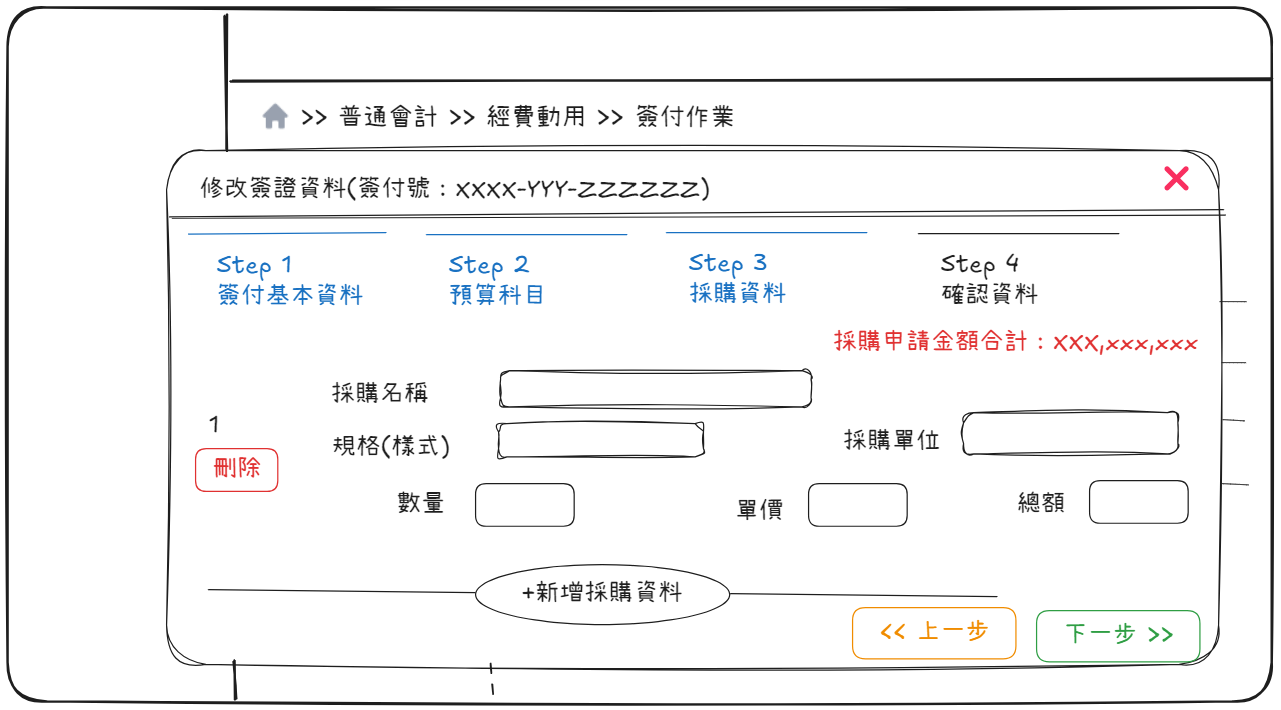 >> 普通會計 >> 經費動用 >> 簽付作業
修改簽證資料(簽付號：XXXX-YYY-ZZZZZZ)
Step 1
簽付基本資料
Step 2
預算科目
Step 3
採購資料
Step 4
確認資料
採購申請金額合計：XXX,xxx,xxx
1
刪除
採購名稱
規格(樣式)
採購單位
數量
單價
總額
+新增採購資料
<< 上一步
下一步 >>